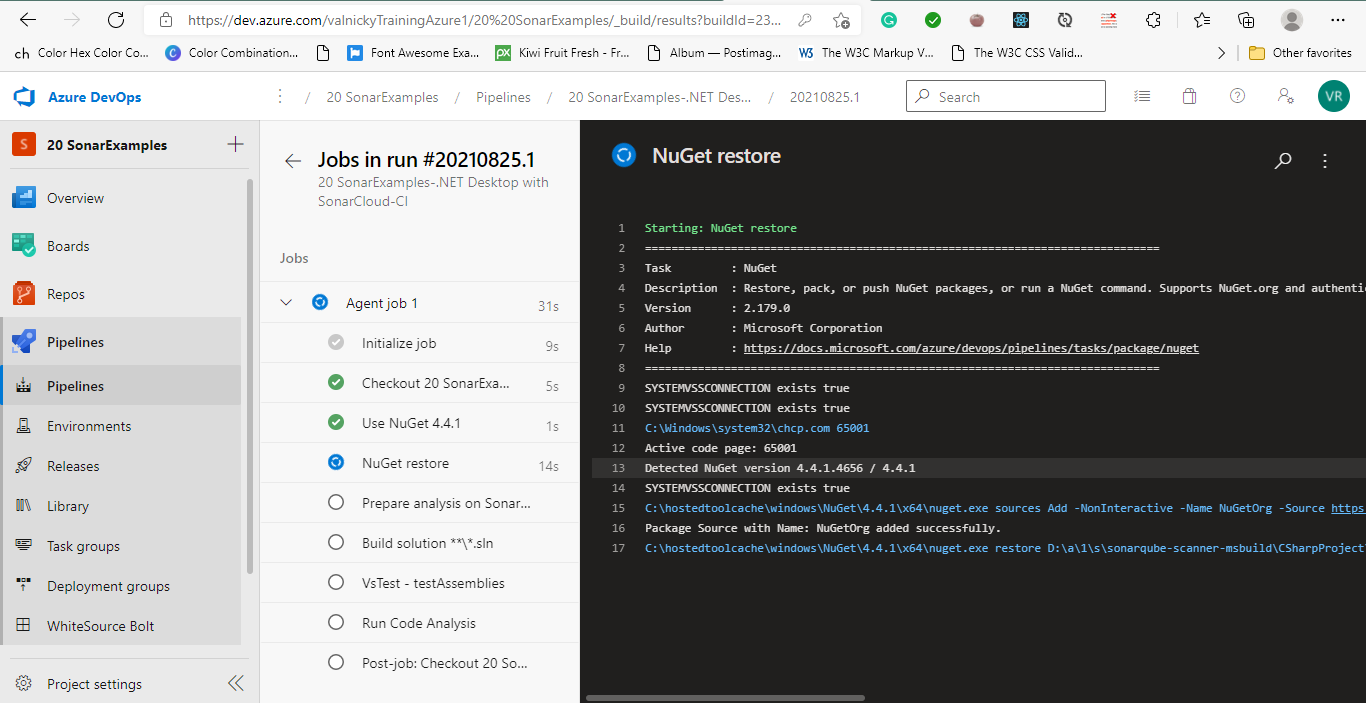 https://dev.azure.com/valnickyTrainingAzure1/20%20SonarExamples/_build/results?buildId=23...
ch Color Hex Color Co...
C Color Combination...
Font Awesome Exa...
px Kiwi Fruit Fresh - Fr...
Album — Postimag...
W3 The W3C Markup V...
The W3C CSS Valid...
Other favorites
Azure DevOps
/ 20 SonarExamples / Pipelines / 20 SonarExamples-.NET Des... / 20210825.1
Search
VR
S 20 SonarExamples
Overview
Boards
Repos
Pipelines
Pipelines
Environments
Releases
Library
Task groups
Deployment groups
WhiteSource Bolt
Project settings
Jobs in run #20210825.1
20 SonarExamples-.NET Desktop with
SonarCloud-CI
Jobs
Agent job 1 31s
Initialize job 9s
Checkout 20 SonarExa... 5s
Use NuGet 4.4.1 1s
NuGet restore 14s
Prepare analysis on Sonar...
Build solution **\*.sln
VsTest - testAssemblies
Run Code Analysis
Post-job: Checkout 20 So...
NuGet restore
1 Starting: NuGet restore
2 ==============================================================================
3 Task : NuGet
4 Description : Restore, pack, or push NuGet packages, or run a NuGet command. Supports NuGet.org and authentic
5 Version : 2.179.0
6 Author : Microsoft Corporation
7 Help : https://docs.microsoft.com/azure/devops/pipelines/tasks/package/nuget
8 ==============================================================================
9 SYSTEMVSSCONNECTION exists true
10 SYSTEMVSSCONNECTION exists true
11 C:\Windows\system32\chcp.com 65001
12 Active code page: 65001
13 Detected NuGet version 4.4.1.4656 / 4.4.1
14 SYSTEMVSSCONNECTION exists true
15 C:\hostedtoolcache\windows\NuGet\4.4.1\x64\nuget.exe sources Add -NonInteractive -Name NuGetOrg -Source https
16 Package Source with Name: NuGetOrg added successfully.
17 C:\hostedtoolcache\windows\NuGet\4.4.1\x64\nuget.exe restore D:\a\1\s\sonarqube-scanner-msbuild\CSharpProject